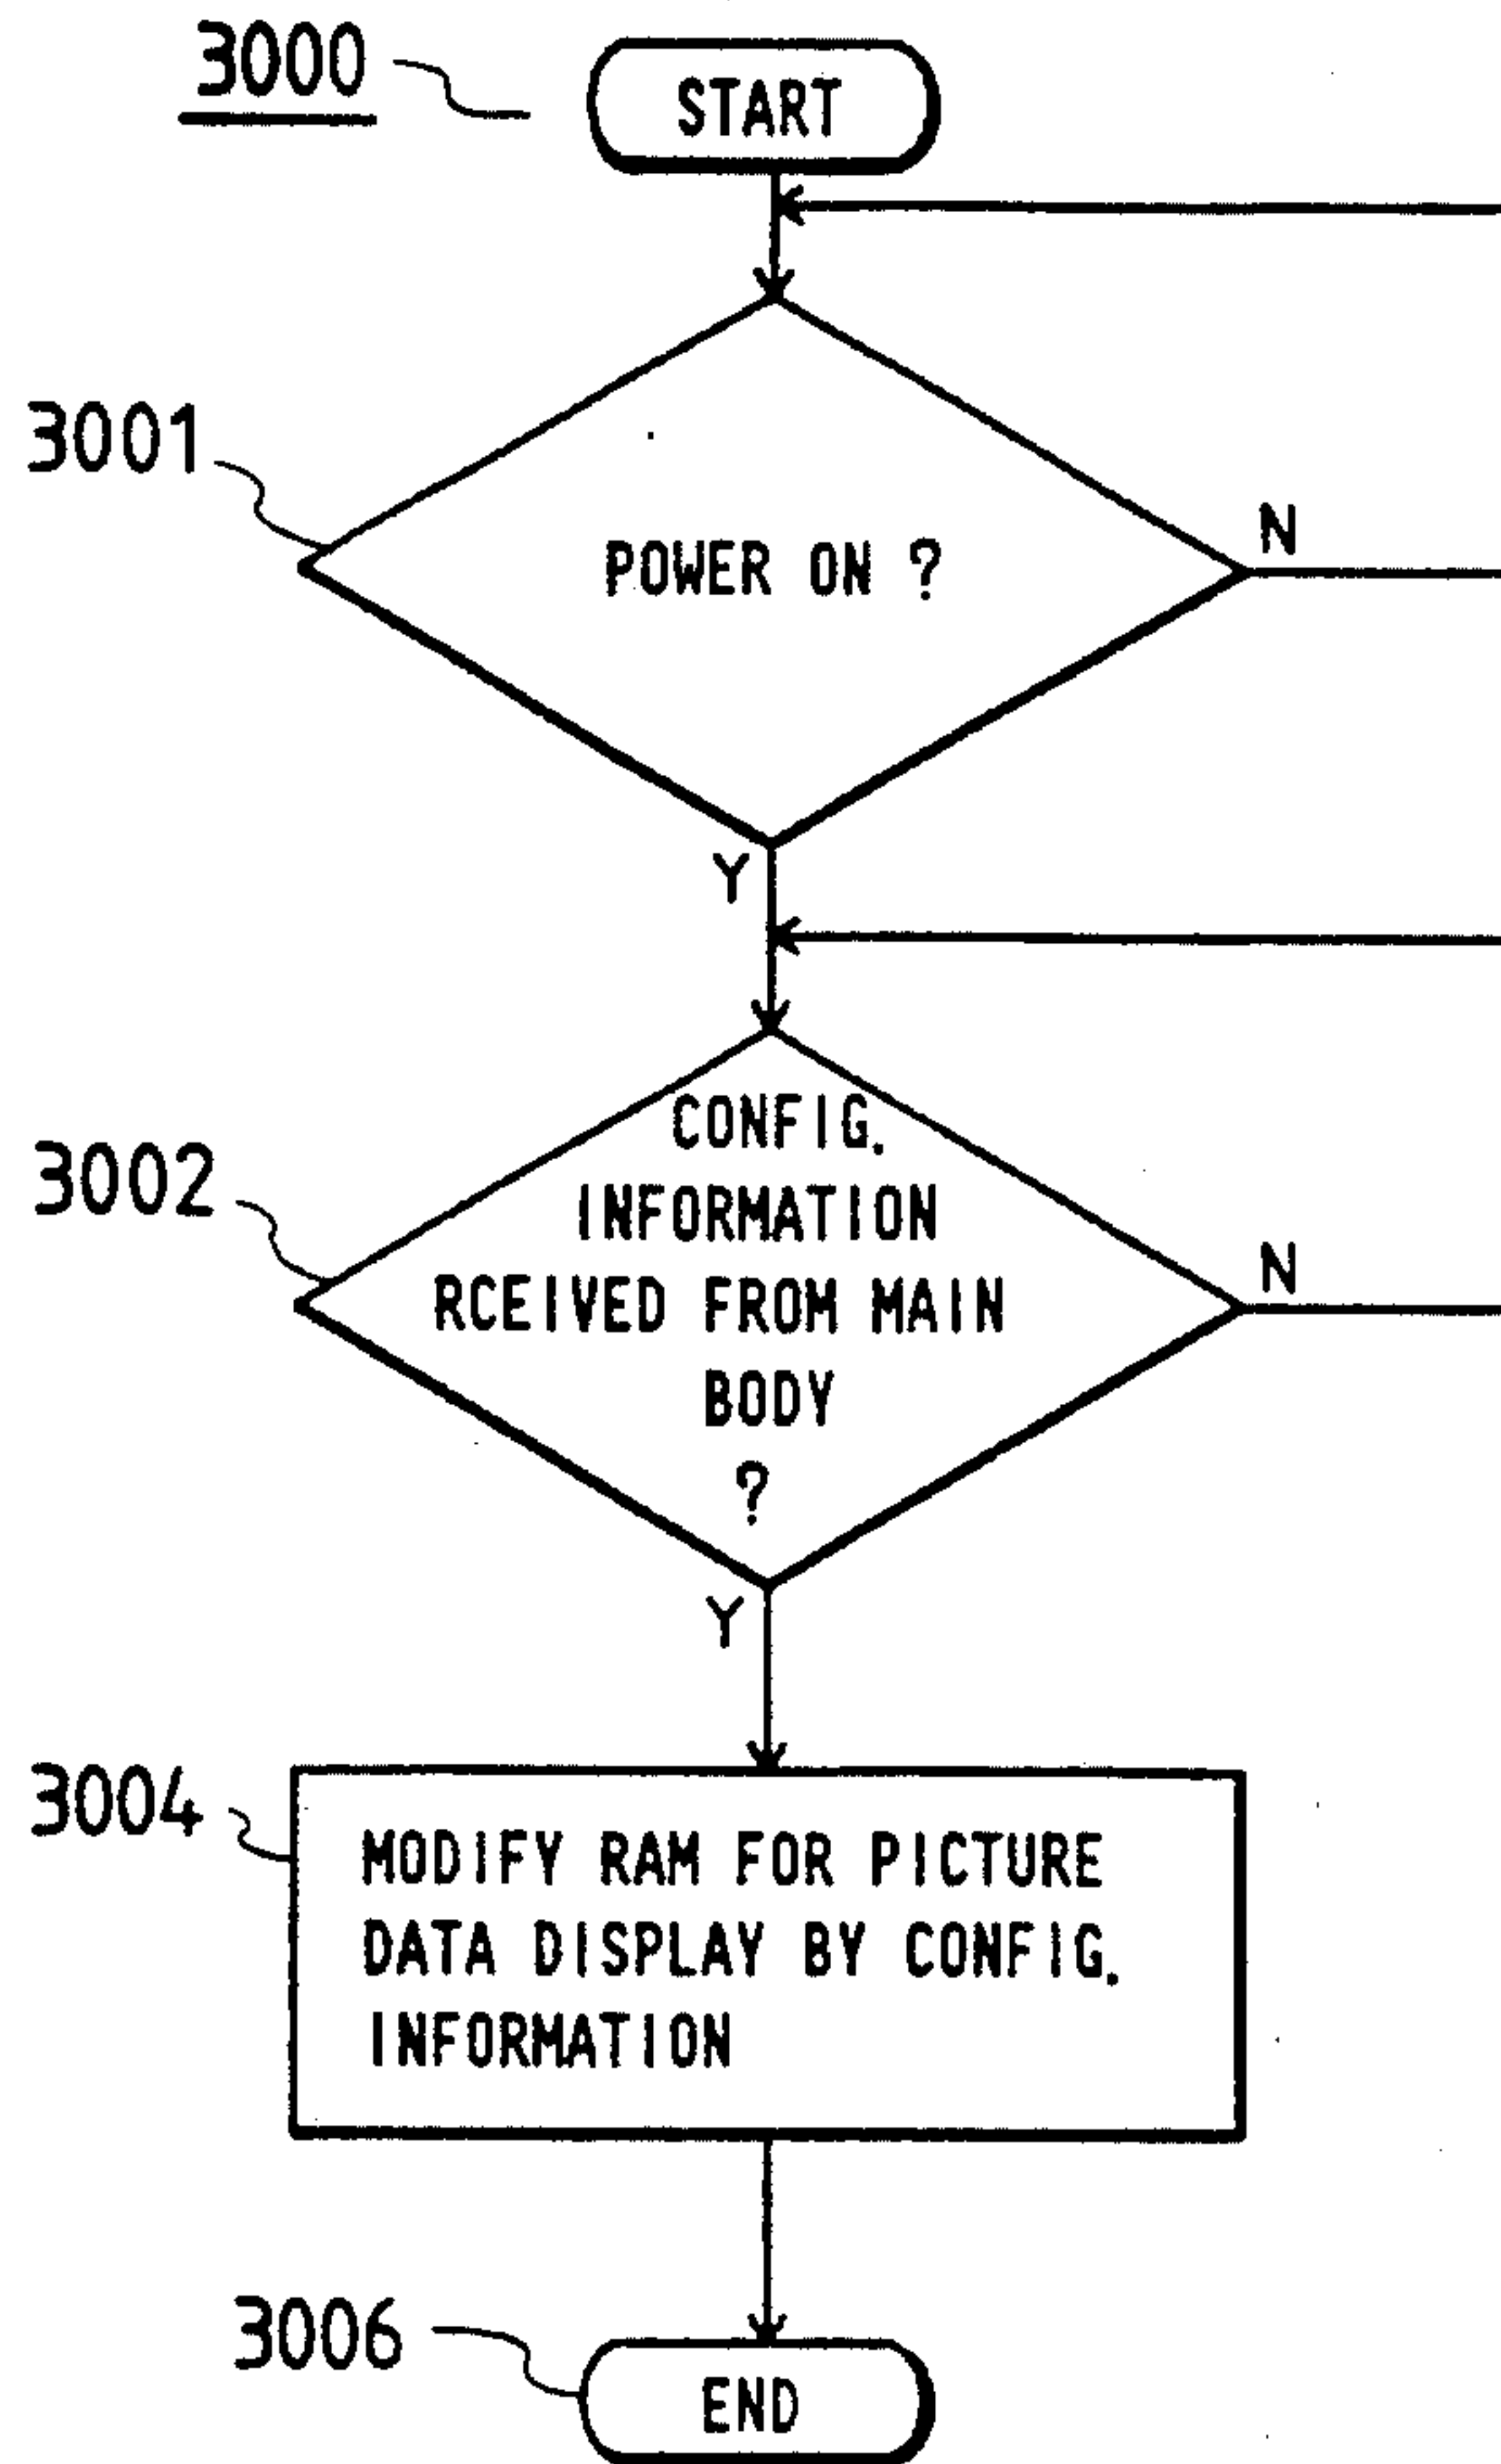 3000
START
3001
POWER ON ?
N
Y
3002
CONFIG.
INFORMATION
RCEIVED FROM MAIN
BODY
?
N
Y
3004
MODIFY RAM FOR PICTURE
DATA DISPLAY BY CONFIG.
INFORMATION
3006
END